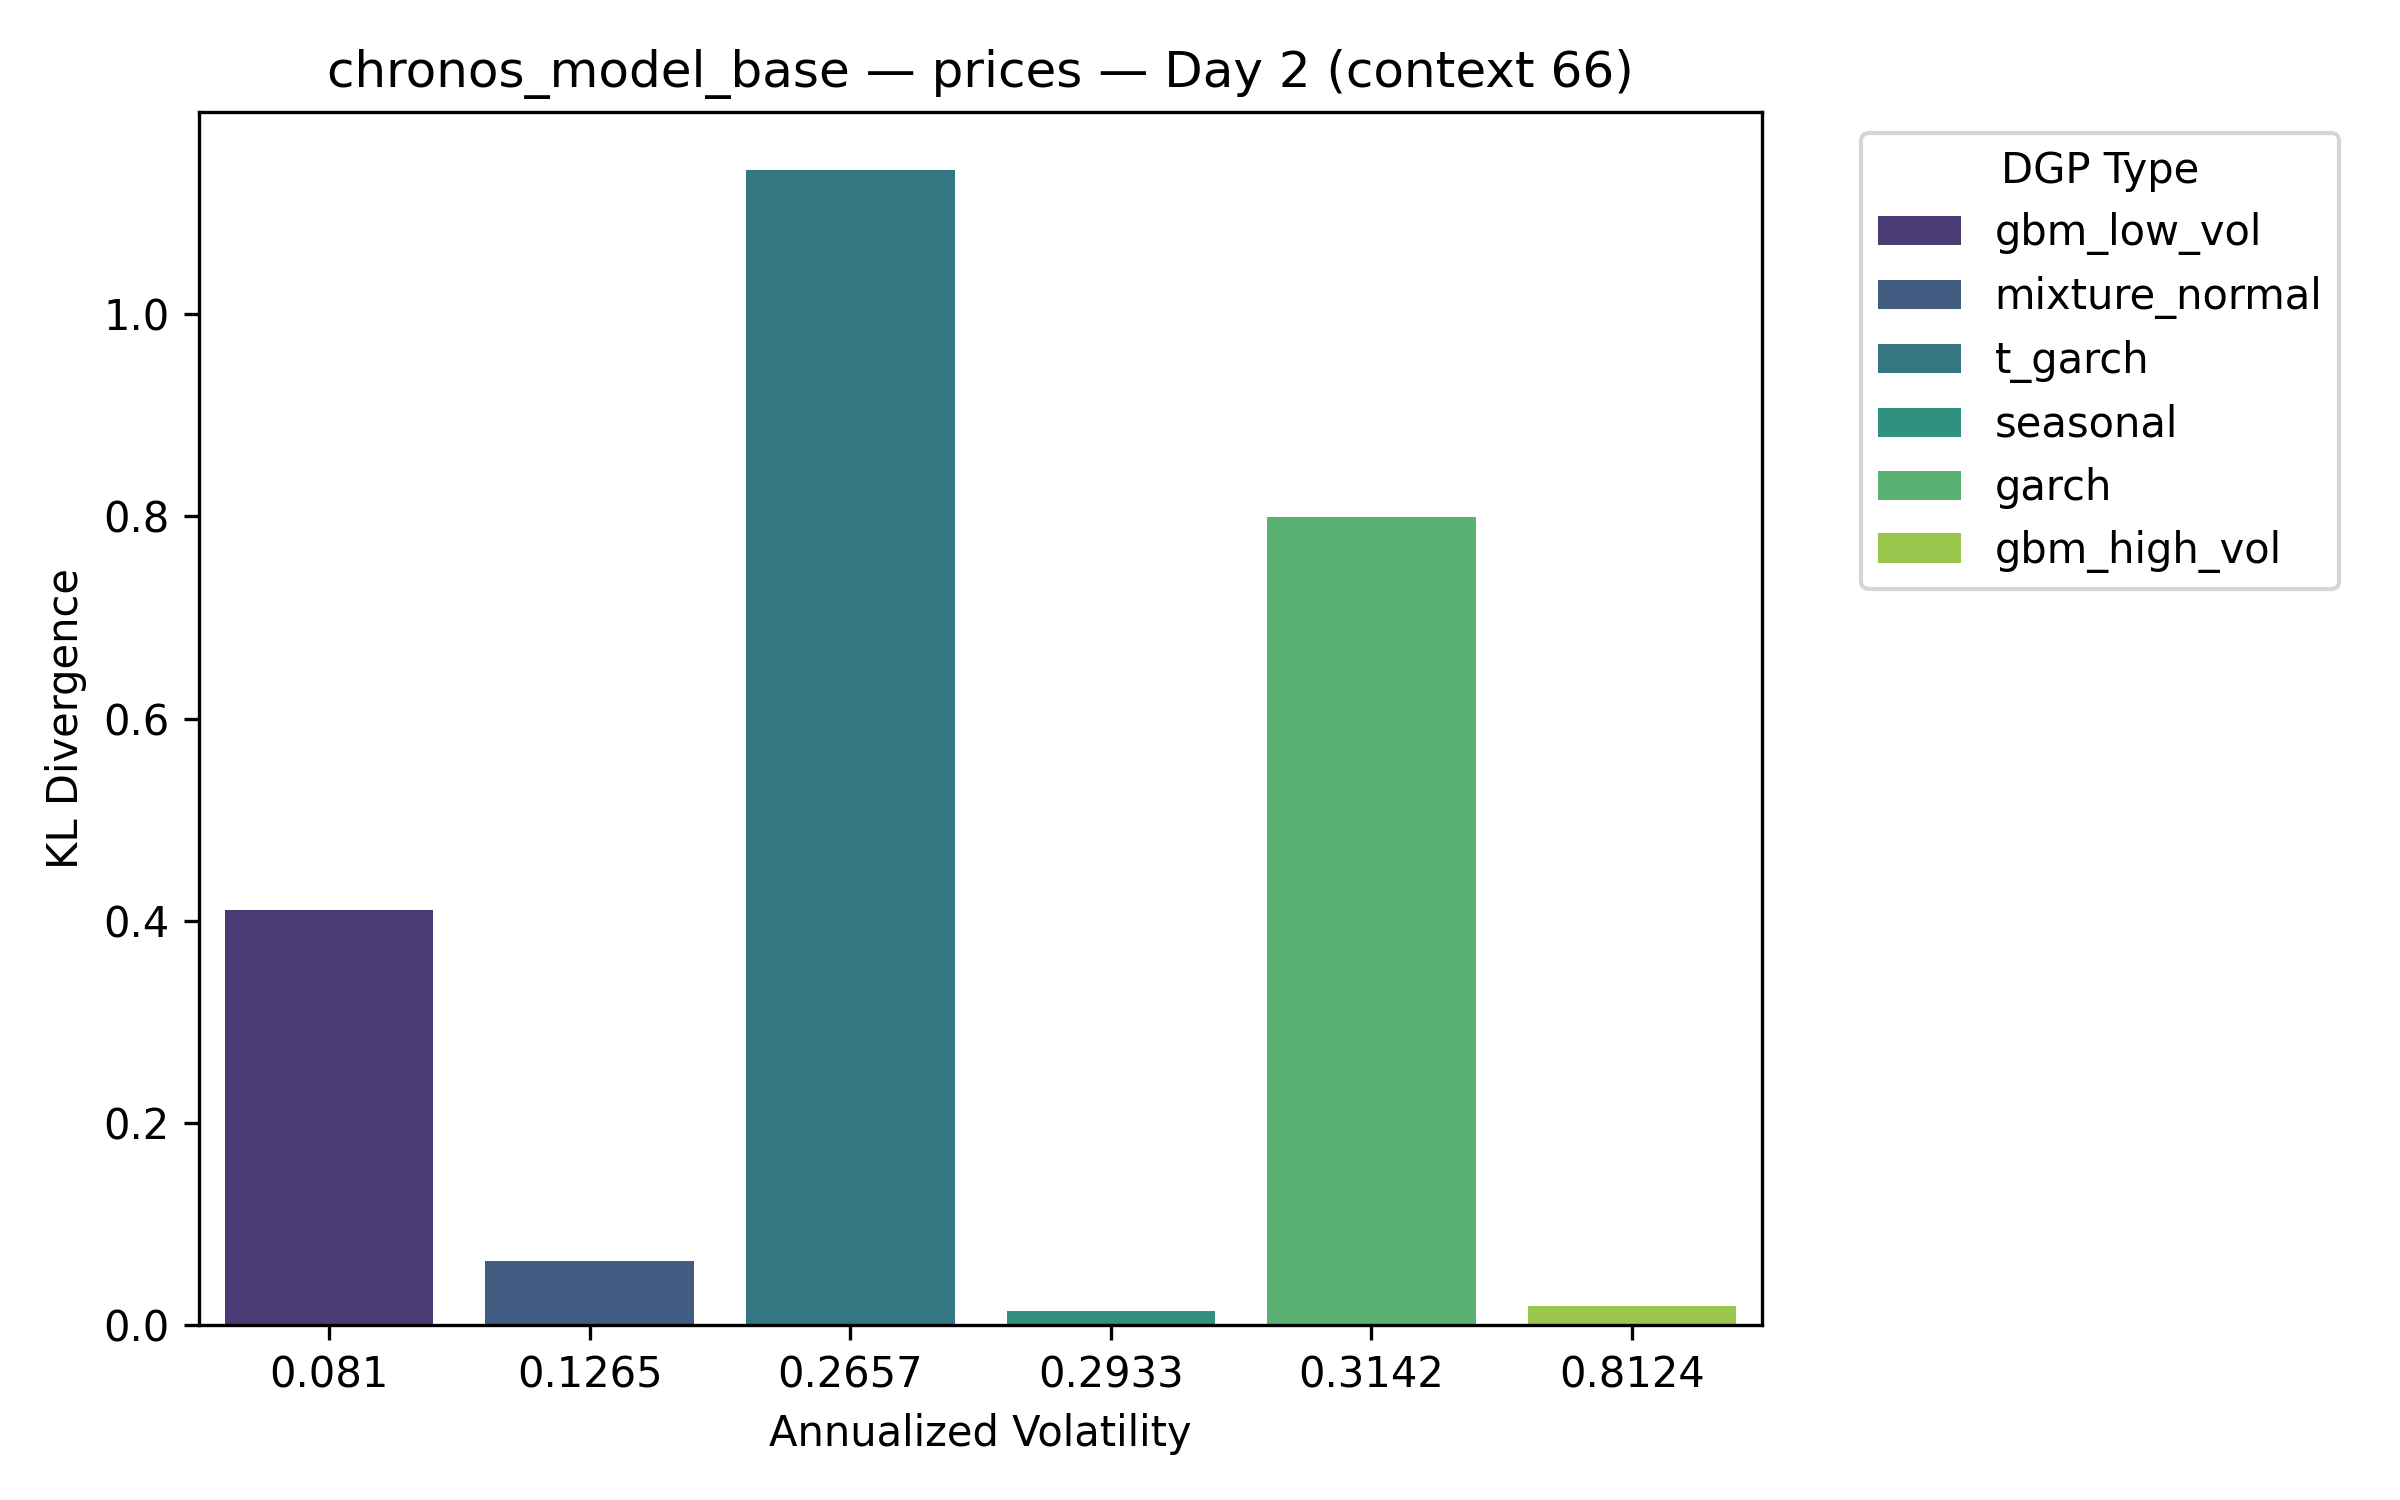 chronos_model_base — prices — Day 2 (context 66)
DGP Type
gbm_low_vol
mixture_normal
t_garch
seasonal
garch
gbm_high_vol
KL Divergence
1.0
0.8
0.6
0.4
0.2
0.0
0.081 0.1265 0.2657 0.2933 0.3142 0.8124
Annualized Volatility